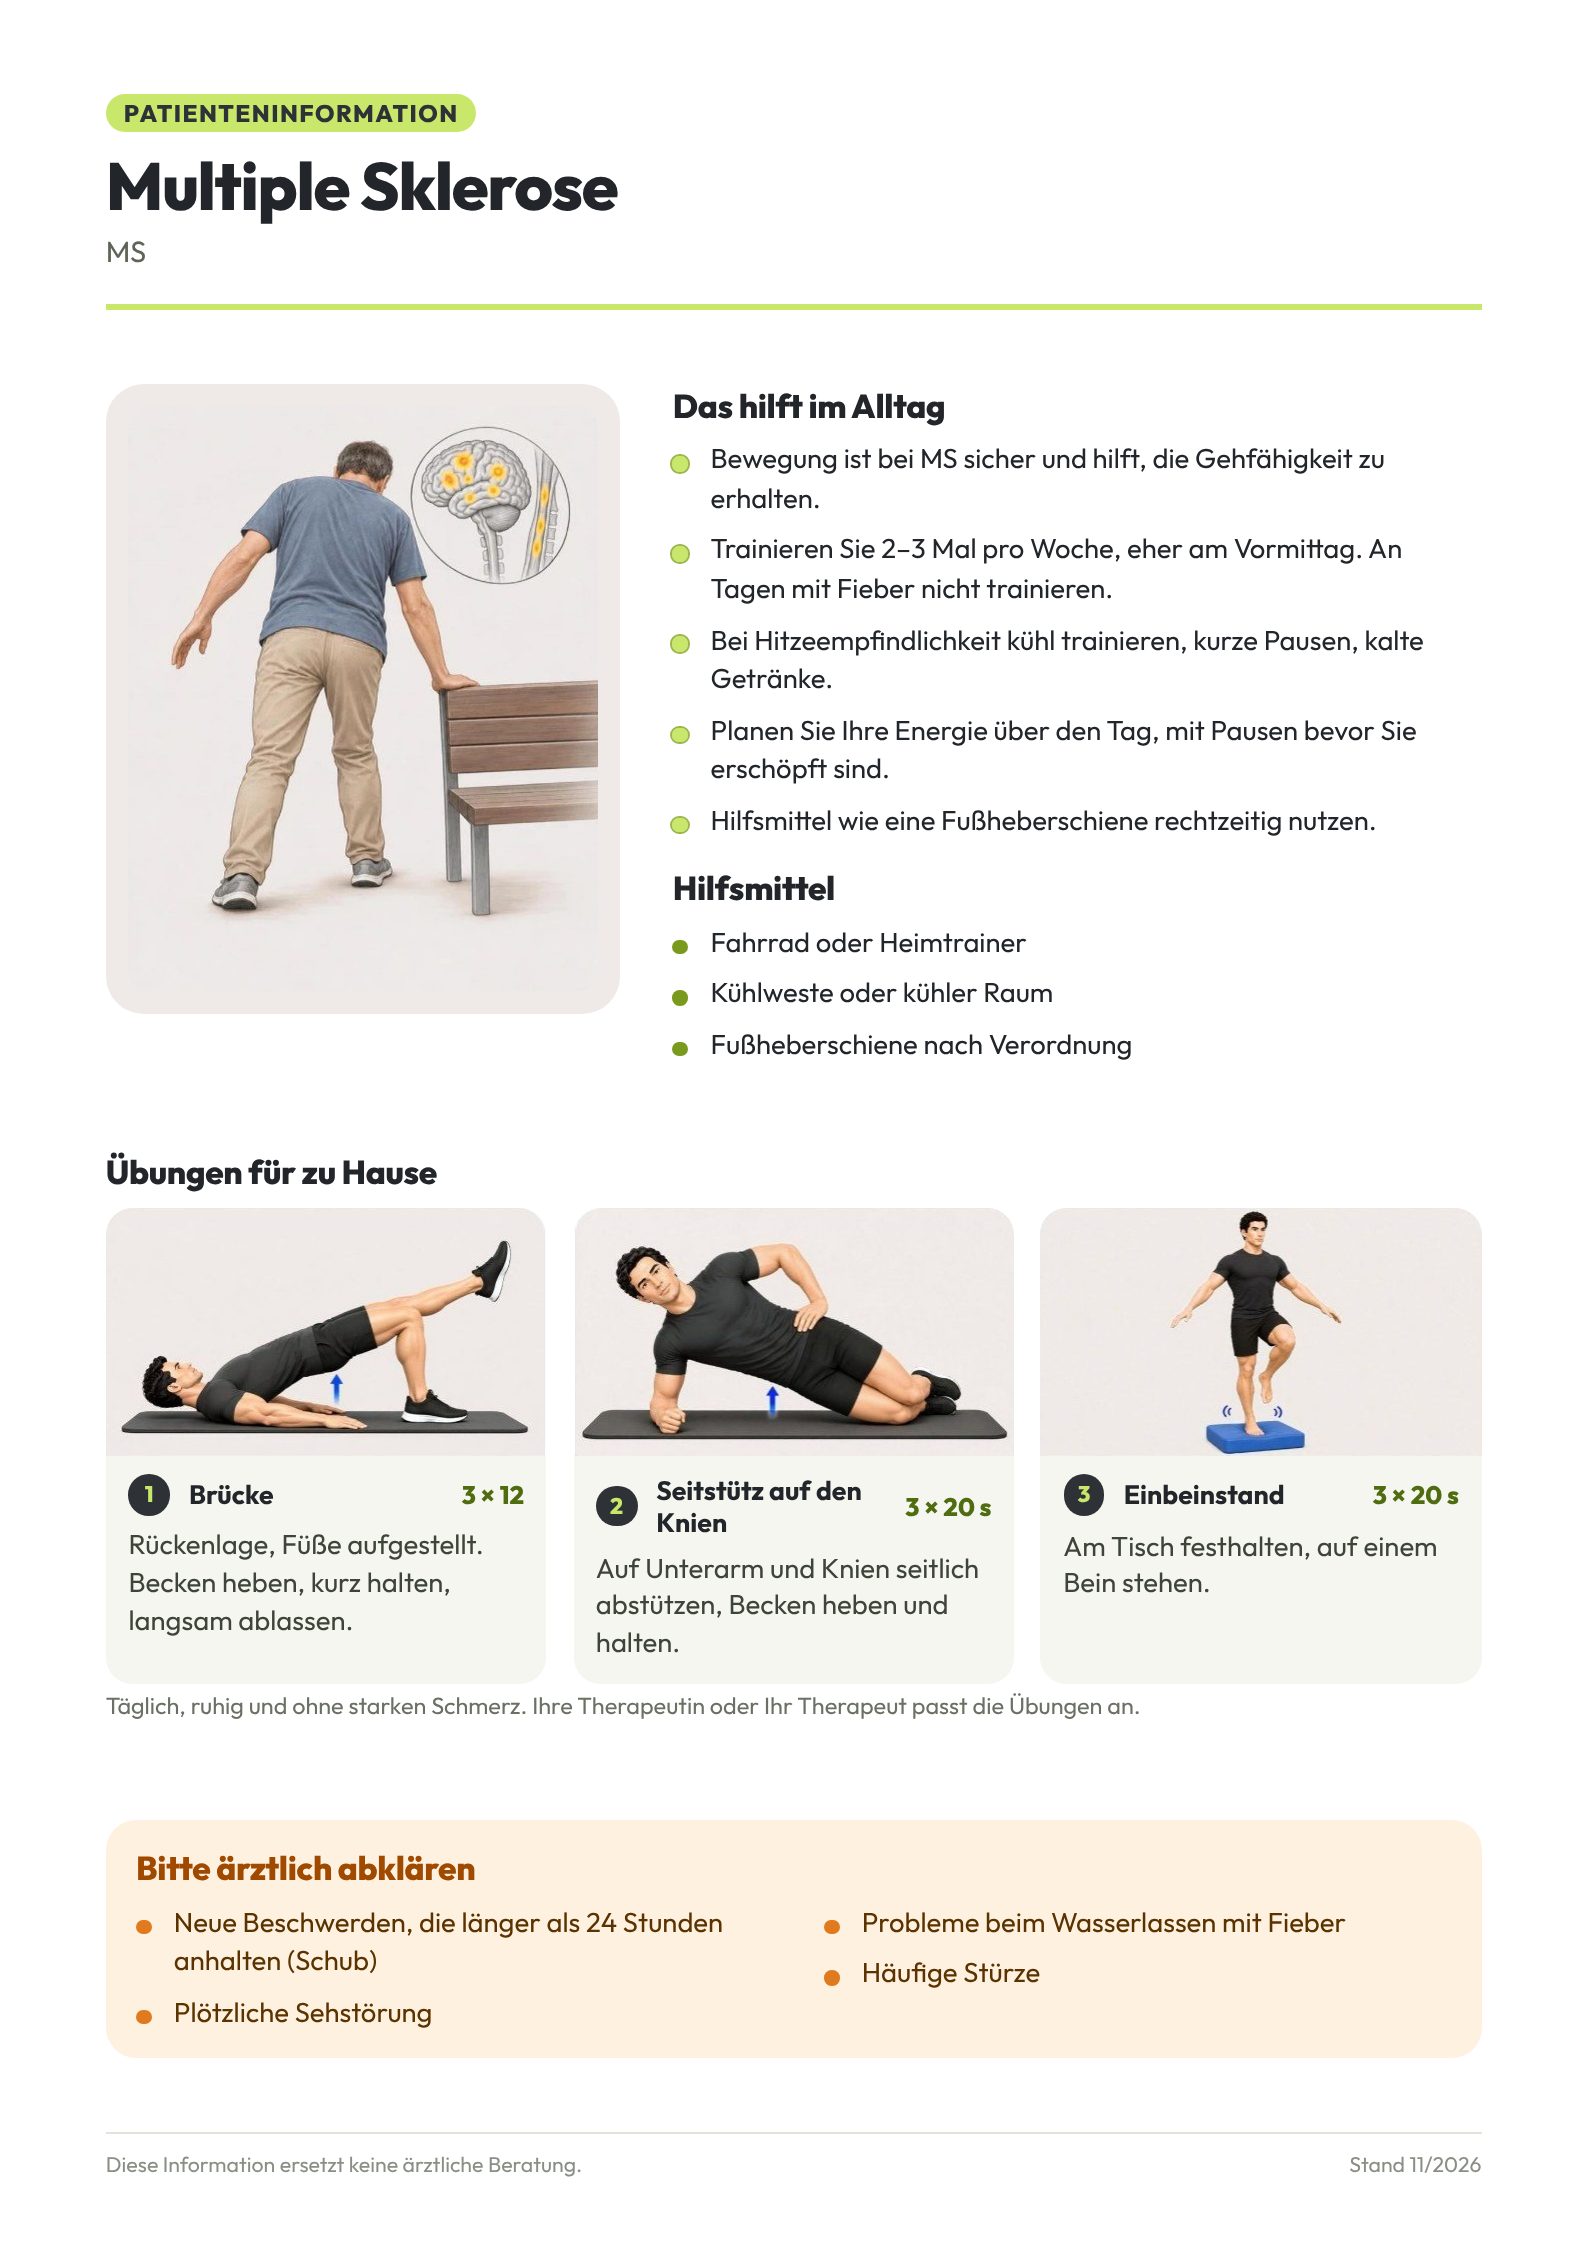 PATIENTENINFORMATION
Multiple Sklerose
MS
Das hilft im Alltag
Bewegung ist bei MS sicher und hilft, die Gehfähigkeit zu
erhalten.
Trainieren Sie 2–3 Mal pro Woche, eher am Vormittag. An
Tagen mit Fieber nicht trainieren.
Bei Hitzeempfindlichkeit kühl trainieren, kurze Pausen, kalte
Getränke.
Planen Sie Ihre Energie über den Tag, mit Pausen bevor Sie
erschöpft sind.
Hilfsmittel wie eine Fußheberschiene rechtzeitig nutzen.
Hilfsmittel
Fahrrad oder Heimtrainer
Kühlweste oder kühler Raum
Fußheberschiene nach Verordnung
Übungen für zu Hause
1 Brücke 3 × 12
Rückenlage, Füße aufgestellt.
Becken heben, kurz halten,
langsam ablassen.
2 Seitstütz auf den
Knien 3 × 20 s
Auf Unterarm und Knien seitlich
abstützen, Becken heben und
halten.
3 Einbeinstand 3 × 20 s
Am Tisch festhalten, auf einem
Bein stehen.
Täglich, ruhig und ohne starken Schmerz. Ihre Therapeutin oder Ihr Therapeut passt die Übungen an.
Bitte ärztlich abklären
Neue Beschwerden, die länger als 24 Stunden
anhalten (Schub)
Plötzliche Sehstörung
Probleme beim Wasserlassen mit Fieber
Häufige Stürze
Diese Information ersetzt keine ärztliche Beratung.
Stand 11/2026